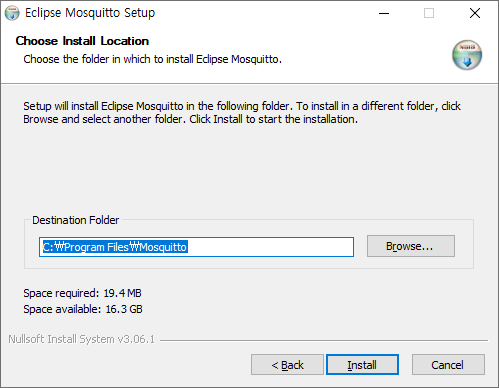 Eclipse Mosquitto Setup
Choose Install Location
Choose the folder in which to install Eclipse Mosquitto.
Setup will install Eclipse Mosquitto in the following folder. To install in a different folder, click
Browse and select another folder. Click Install to start the installation.
Destination Folder
C:₩Program Files₩Mosquitto
Browse...
Space required: 19.4 MB
Space available: 16.3 GB
Nullsoft Install System v3.06.1
< Back
Install
Cancel